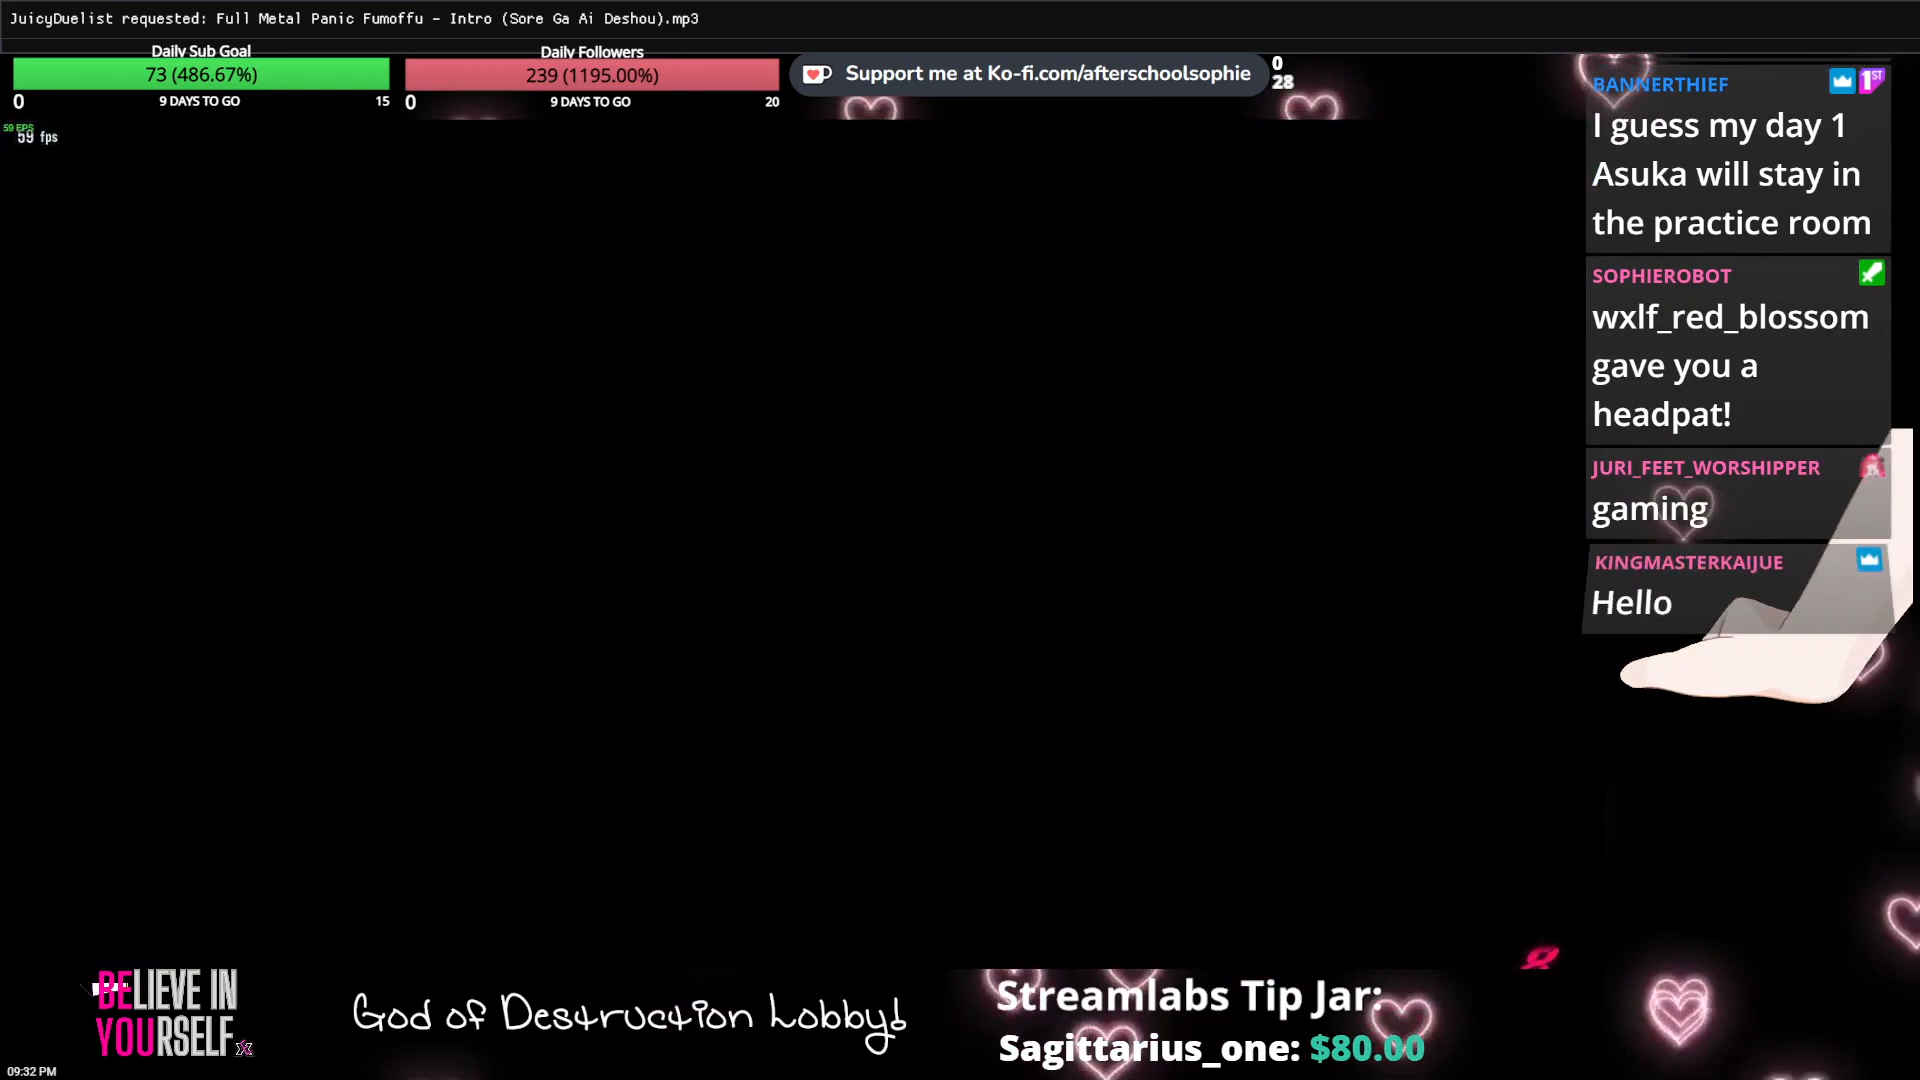 JuicyDuelist requested: Full Metal Panic Fumoffu - Intro (Sore Ga Ai Deshou).mp3
Daily Sub Goal
73 (486.67%)
0 9 DAYS TO GO 15
Daily Followers
239 (1195.00%)
0 9 DAYS TO GO 20
Support me at Ko-fi.com/afterschoolsophie
0
28
59 FPS
59 fps
BANNERTHIEF
1ST
I guess my day 1
Asuka will stay in
the practice room
SOPHIEROBOT
wxlf_red_blossom
gave you a
headpat!
JURI_FEET_WORSHIPPER
gaming
KINGMASTERKAIJUE
Hello
BELIEVE IN
YOURSELF
God of Destruction Lobby!
Streamlabs Tip Jar:
Sagittarius_one: $80.00
09:32 PM